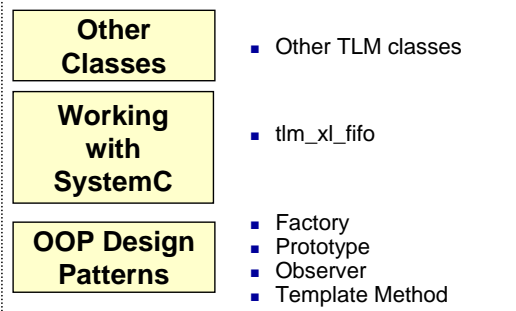 Other
Classes
Other TLM classes
Working
with
SystemC
tlm_xl_fifo
OOP Design
Patterns
Factory
Prototype
Observer
Template Method